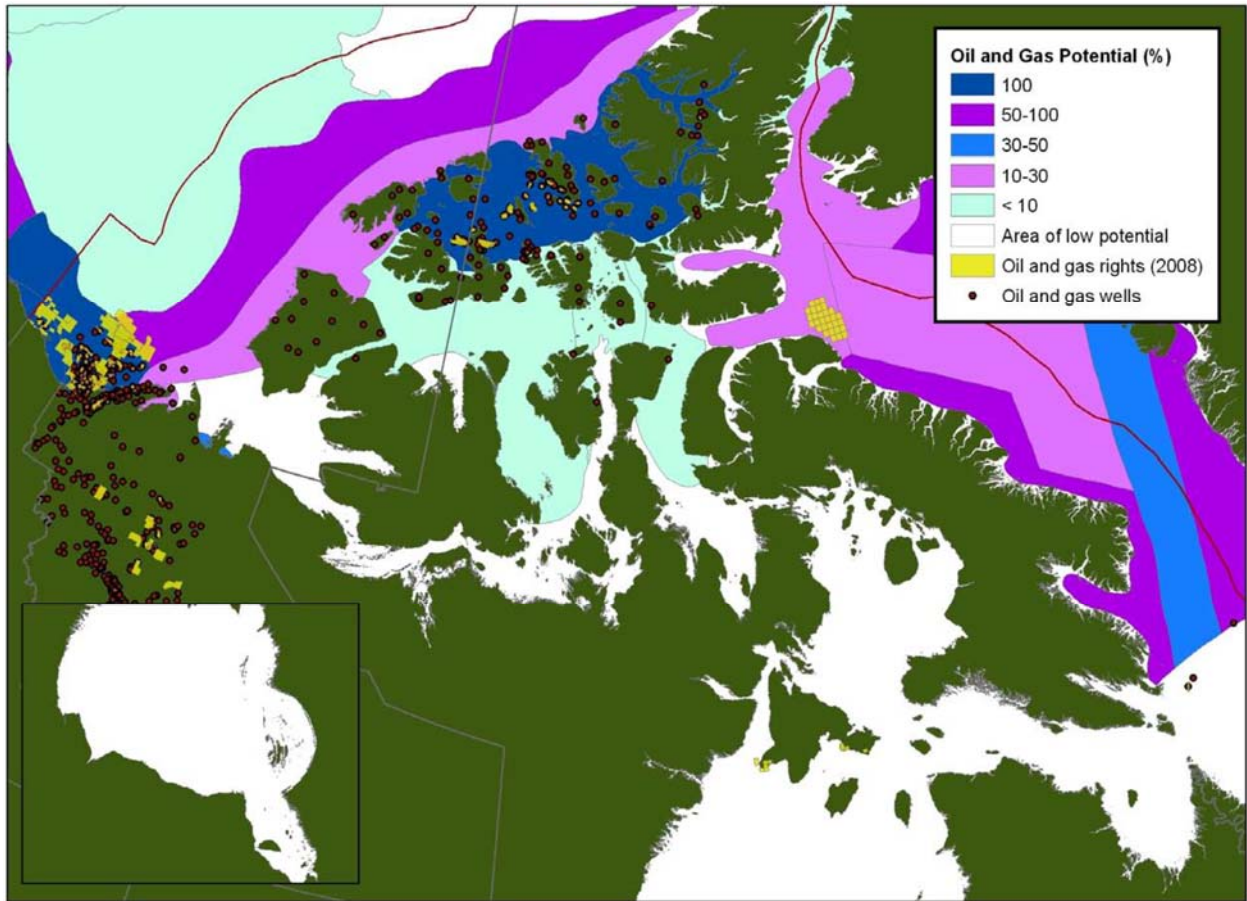 Oil and Gas Potential (%)
100
50-100
30-50
10-30
< 10
Area of low potential
Oil and gas rights (2008)
Oil and gas wells